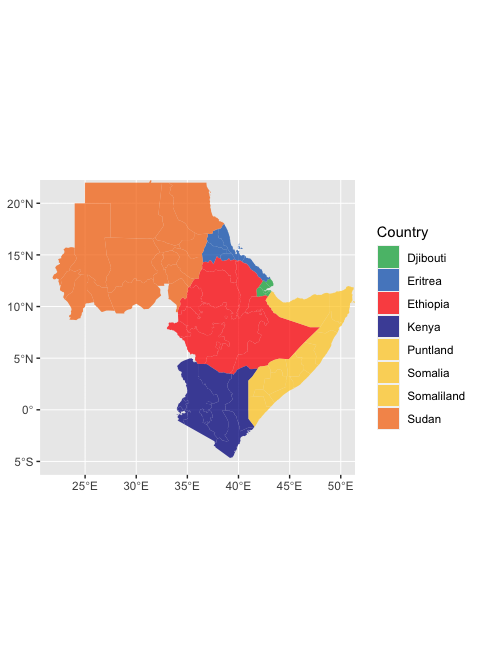 20°N
15°N
10°N
5°N
0°
5°S
25°E 30°E 35°E 40°E 45°E 50°E
Country
Djibouti
Eritrea
Ethiopia
Kenya
Puntland
Somalia
Somaliland
Sudan